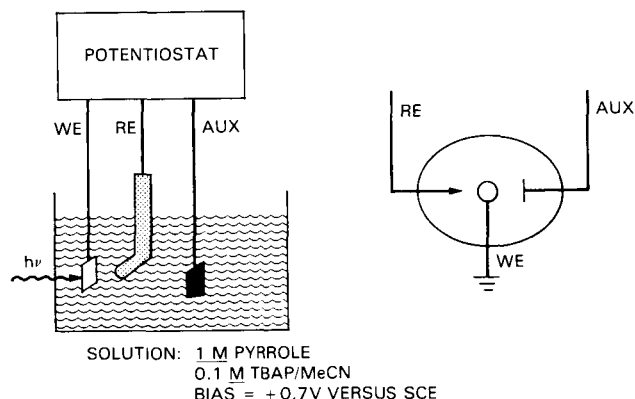 POTENTIOSTAT
WE RE AUX
hν
SOLUTION: 1 M PYRROLE
0.1 M TBAP/MeCN
BIAS = +0.7V VERSUS SCE
RE AUX
WE